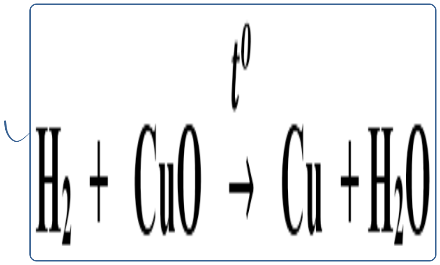 t⁰
H₂ + CuO → Cu + H₂O